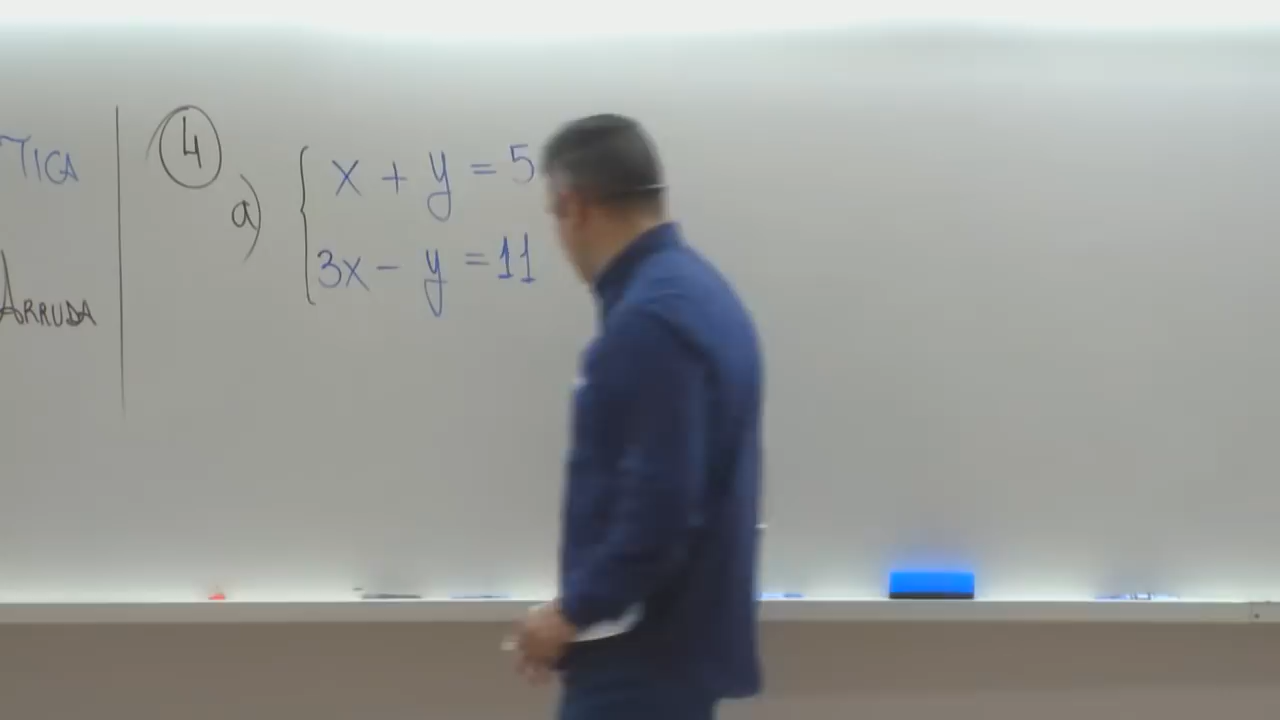 TICA
ARRUDA
4
a)
x + y = 5
3x - y = 11